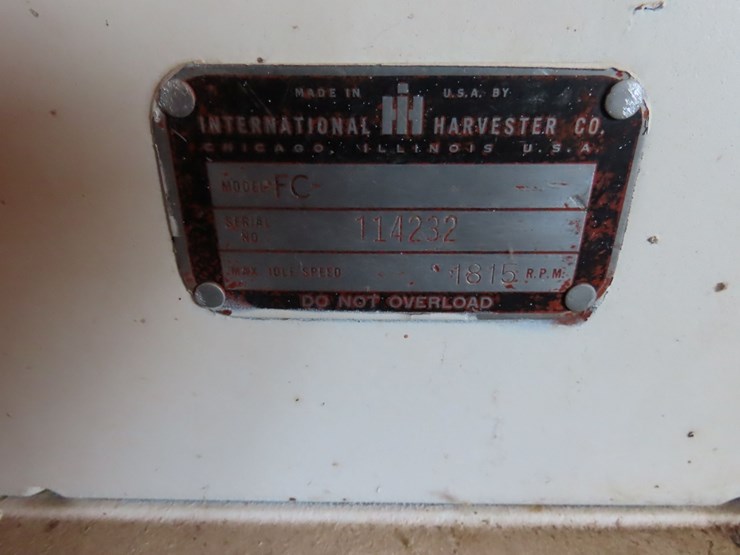 MADE IN U.S.A. BY
INTERNATIONAL IH HARVESTER CO.
CHICAGO, ILLINOIS U.S.A
MODEL FC
SERIAL NO. 114232
MAX. IDLE SPEED 1815 R.P.M.
DO NOT OVERLOAD